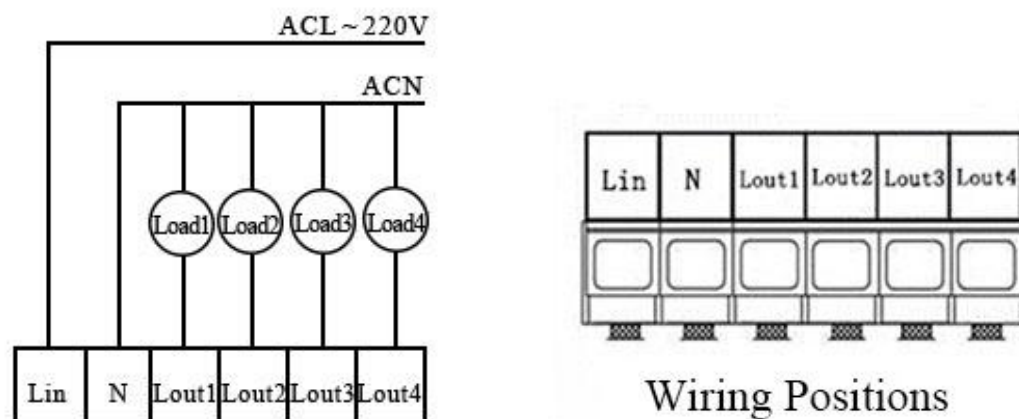 ACL~220V
ACN
Load1 Load2 Load3 Load4
Lin N Lout1 Lout2 Lout3 Lout4
Lin N Lout1 Lout2 Lout3 Lout4
Wiring Positions